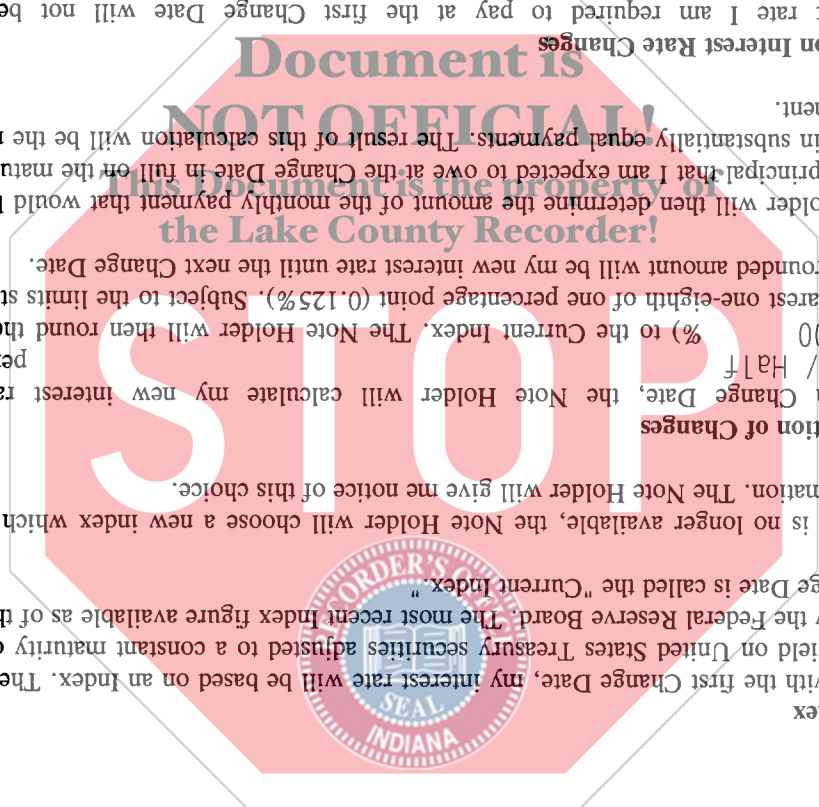 Document is
NOT OFFICIAL!
This Document is the property of
the Lake County Recorder!
STOP
RECORDER'S OFFICE
SEAL
INDIANA
ex
ith the first Change Date, my interest rate will be based on an Index. The
ield on United States Treasury securities adjusted to a constant maturity o
y the Federal Reserve Board. The most recent Index figure available as of th
ge Date is called the "Current Index."
is no longer available, the Note Holder will choose a new index which
mation. The Note Holder will give me notice of this choice.
tion of Changes
h Change Date, the Note Holder will calculate my new interest ra
/ Half pe
00 %) to the Current Index. The Note Holder will then round the
earest one-eighth of one percentage point (0.125%). Subject to the limits st
rounded amount will be my new interest rate until the next Change Date.
older will then determine the amount of the monthly payment that would b
principal that I am expected to owe at the Change Date in full on the matu
in substantially equal payments. The result of this calculation will be the n
ment.
on Interest Rate Changes
t rate I am required to pay at the first Change Date will not be